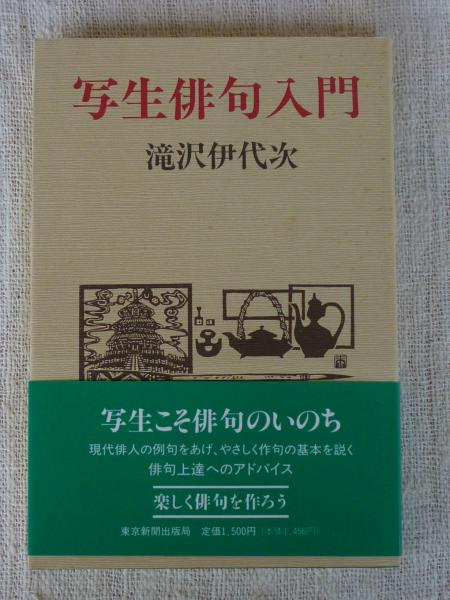 写生俳句入門
滝沢伊代次
写生こそ俳句のいのち
現代俳人の例句をあげ、やさしく作句の基本を説く
俳句上達へのアドバイス
楽しく俳句を作ろう
東京新聞出版局 定価1,500円(本体1,456円)